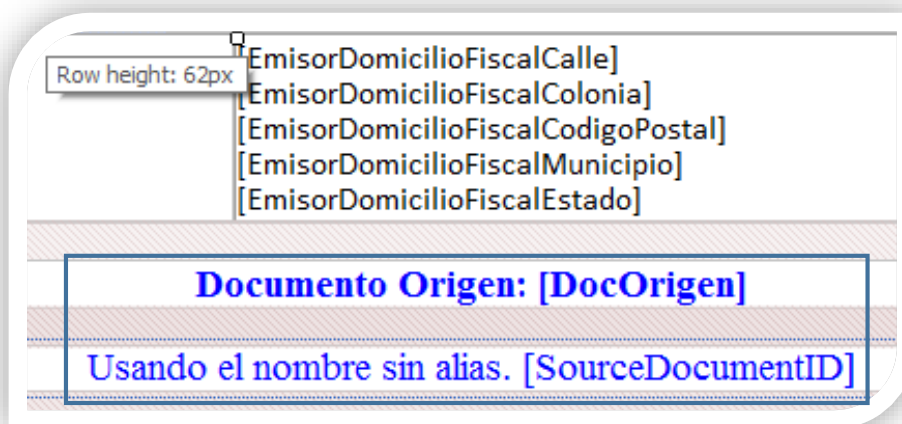 [EmisorDomicilioFiscalCalle]
Row height: 62px
[EmisorDomicilioFiscalColonia]
[EmisorDomicilioFiscalCodigoPostal]
[EmisorDomicilioFiscalMunicipio]
[EmisorDomicilioFiscalEstado]
Documento Origen: [DocOrigen]
Usando el nombre sin alias. [SourceDocumentID]